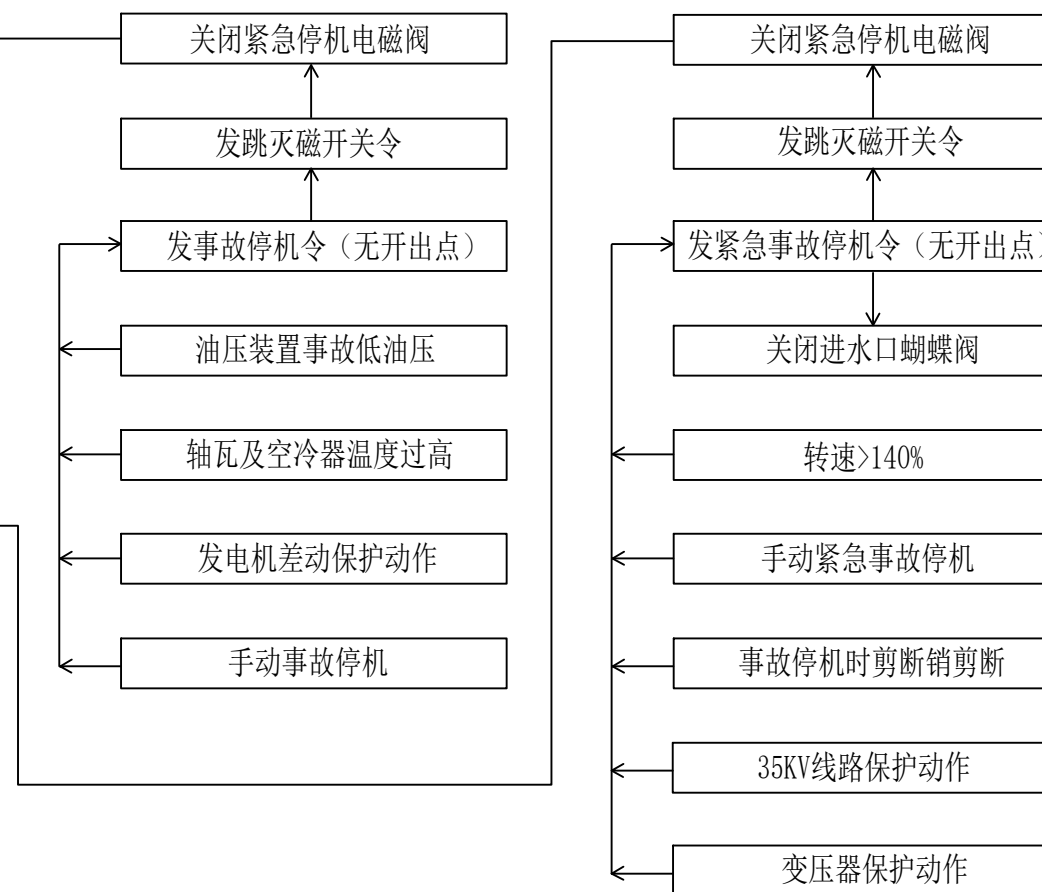 关闭紧急停机电磁阀
发跳灭磁开关令
发事故停机令（无开出点）
油压装置事故低油压
轴瓦及空冷器温度过高
发电机差动保护动作
手动事故停机
关闭紧急停机电磁阀
发跳灭磁开关令
发紧急事故停机令（无开出点）
关闭进水口蝴蝶阀
转速>140%
手动紧急事故停机
事故停机时剪断销剪断
35KV线路保护动作
变压器保护动作